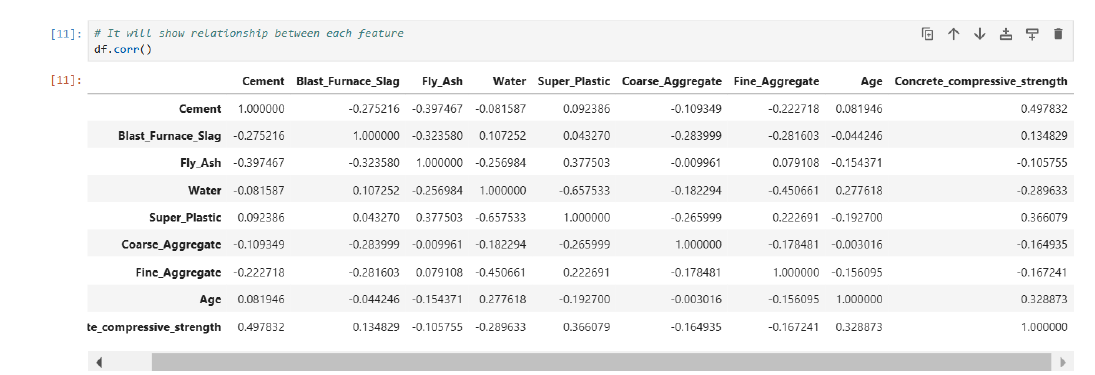 [11]: # It will show relationship between each feature
df.corr()
[11]: Cement Blast_Furnace_Slag Fly_Ash Water Super_Plastic Coarse_Aggregate Fine_Aggregate Age Concrete_compressive_strength
Cement 1.000000 -0.275216 -0.397467 -0.081587 0.092386 -0.109349 -0.222718 0.081946 0.497832
Blast_Furnace_Slag -0.275216 1.000000 -0.323580 0.107252 0.043270 -0.283999 -0.281603 -0.044246 0.134829
Fly_Ash -0.397467 -0.323580 1.000000 -0.256984 0.377503 -0.009961 0.079108 -0.154371 -0.105755
Water -0.081587 0.107252 -0.256984 1.000000 -0.657533 -0.182294 -0.450661 0.277618 -0.289633
Super_Plastic 0.092386 0.043270 0.377503 -0.657533 1.000000 -0.265999 0.222691 -0.192700 0.366079
Coarse_Aggregate -0.109349 -0.283999 -0.009961 -0.182294 -0.265999 1.000000 -0.178481 -0.003016 -0.164935
Fine_Aggregate -0.222718 -0.281603 0.079108 -0.450661 0.222691 -0.178481 1.000000 -0.156095 -0.167241
Age 0.081946 -0.044246 -0.154371 0.277618 -0.192700 -0.003016 -0.156095 1.000000 0.328873
te_compressive_strength 0.497832 0.134829 -0.105755 -0.289633 0.366079 -0.164935 -0.167241 0.328873 1.000000